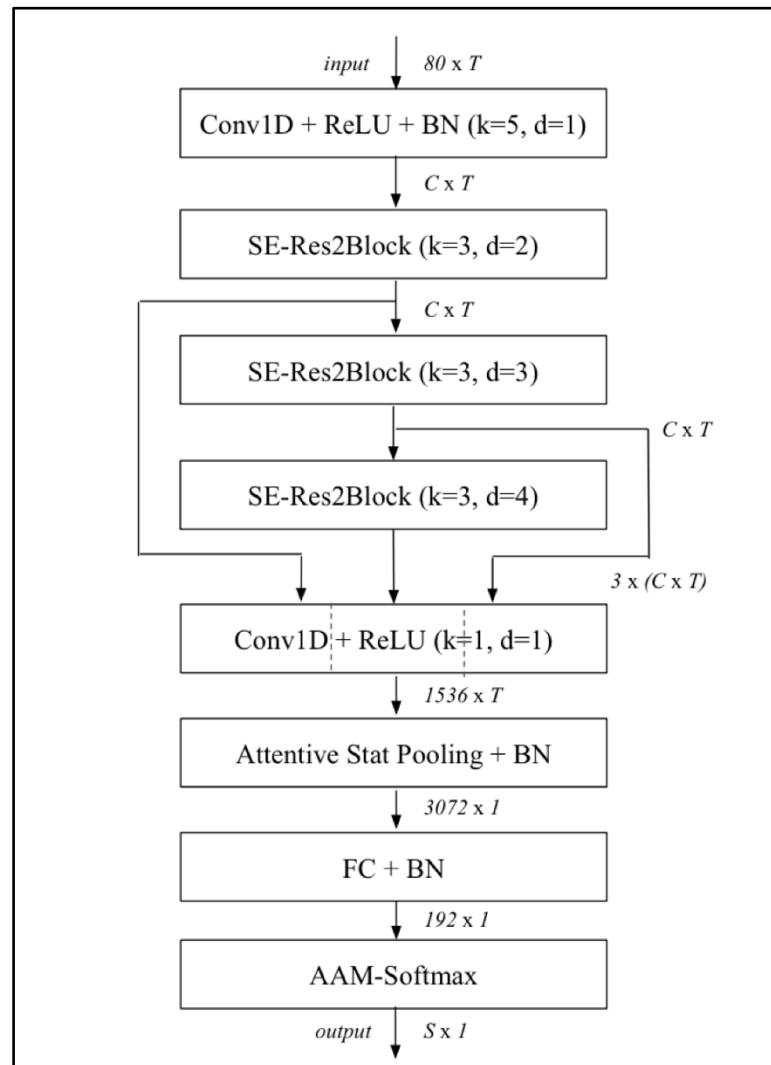 input 80 x T
Conv1D + ReLU + BN (k=5, d=1)
C x T
SE-Res2Block (k=3, d=2)
C x T
SE-Res2Block (k=3, d=3)
C x T
SE-Res2Block (k=3, d=4)
3 x (C x T)
Conv1D + ReLU (k=1, d=1)
1536 x T
Attentive Stat Pooling + BN
3072 x 1
FC + BN
192 x 1
AAM-Softmax
output S x 1